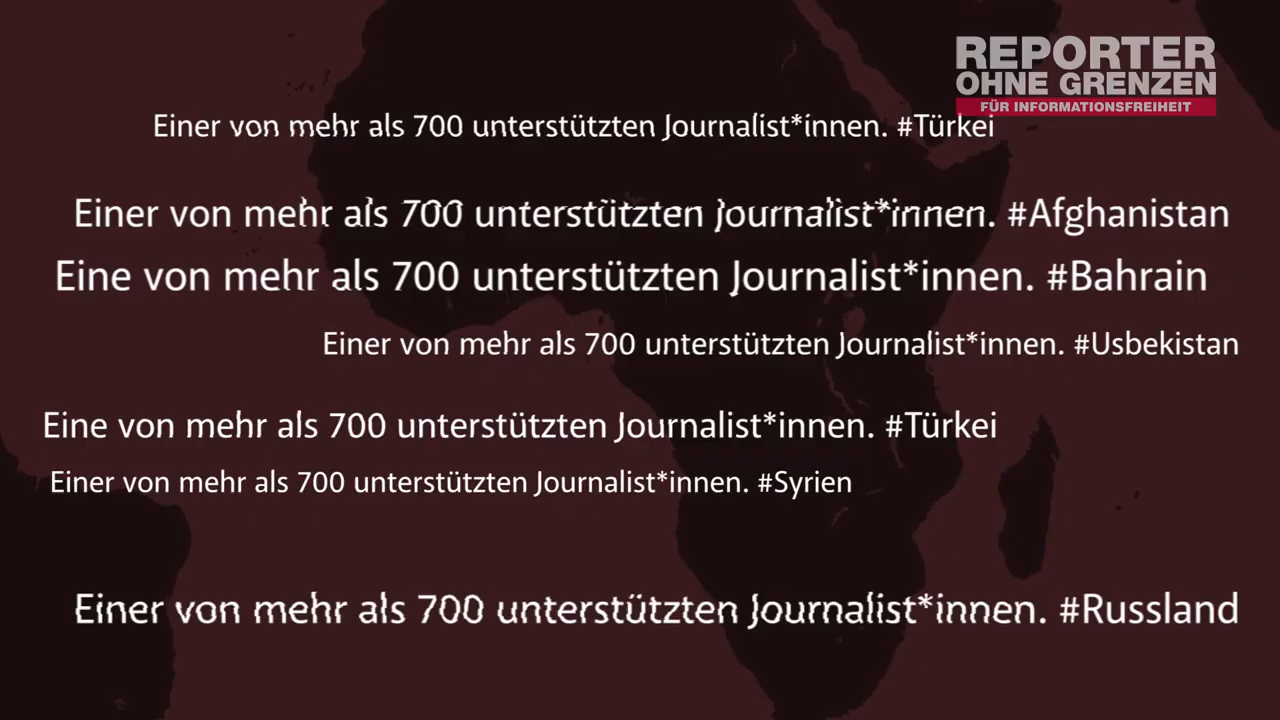 REPORTER
OHNE GRENZEN
FÜR INFORMATIONSFREIHEIT
Einer von mehr als 700 unterstützten Journalist*innen. #Türkei
Einer von mehr als 700 unterstützten Journalist*innen. #Afghanistan
Eine von mehr als 700 unterstützten Journalist*innen. #Bahrain
Einer von mehr als 700 unterstützten Journalist*innen. #Usbekistan
Eine von mehr als 700 unterstützten Journalist*innen. #Türkei
Einer von mehr als 700 unterstützten Journalist*innen. #Syrien
Einer von mehr als 700 unterstützten Journalist*innen. #Russland